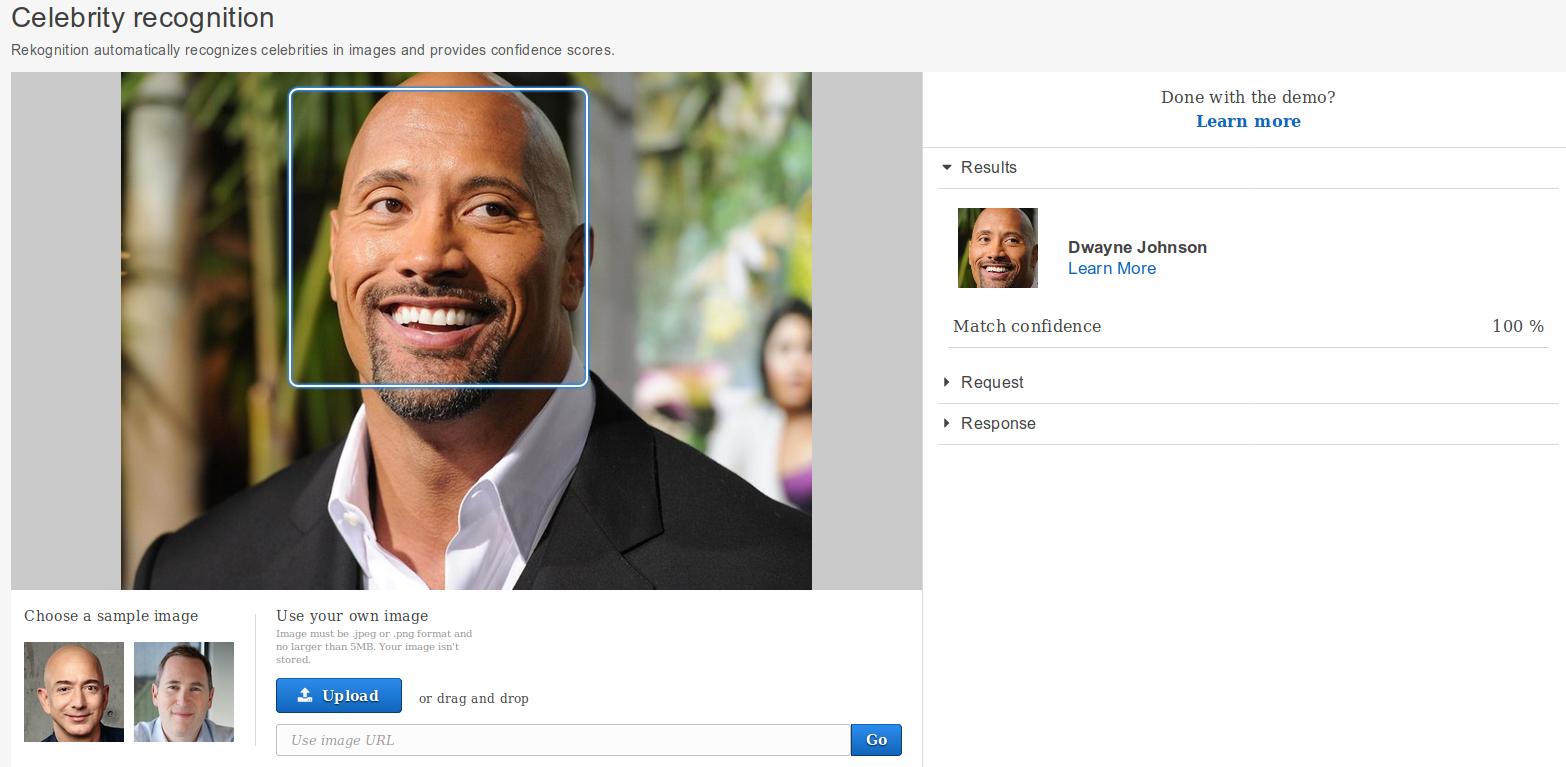 Celebrity recognition
Rekognition automatically recognizes celebrities in images and provides confidence scores.
Done with the demo?
Learn more
Results
Dwayne Johnson
Learn More
Match confidence 100 %
Request
Response
Choose a sample image
Use your own image
Image must be .jpeg or .png format and
no larger than 5MB. Your image isn't
stored.
Upload or drag and drop
Use image URL Go